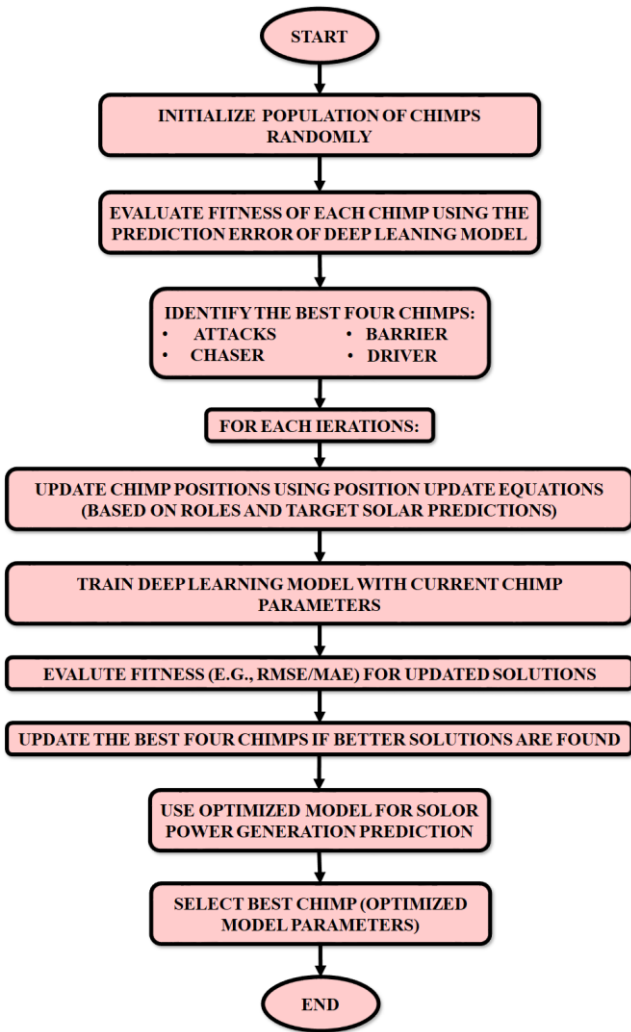 START
INITIALIZE POPULATION OF CHIMPS
RANDOMLY
EVALUATE FITNESS OF EACH CHIMP USING THE
PREDICTION ERROR OF DEEP LEANING MODEL
IDENTIFY THE BEST FOUR CHIMPS:
• ATTACKS • BARRIER
• CHASER • DRIVER
FOR EACH IERATIONS:
UPDATE CHIMP POSITIONS USING POSITION UPDATE EQUATIONS
(BASED ON ROLES AND TARGET SOLAR PREDICTIONS)
TRAIN DEEP LEARNING MODEL WITH CURRENT CHIMP
PARAMETERS
EVALUTE FITNESS (E.G., RMSE/MAE) FOR UPDATED SOLUTIONS
UPDATE THE BEST FOUR CHIMPS IF BETTER SOLUTIONS ARE FOUND
USE OPTIMIZED MODEL FOR SOLOR
POWER GENERATION PREDICTION
SELECT BEST CHIMP (OPTIMIZED
MODEL PARAMETERS)
END